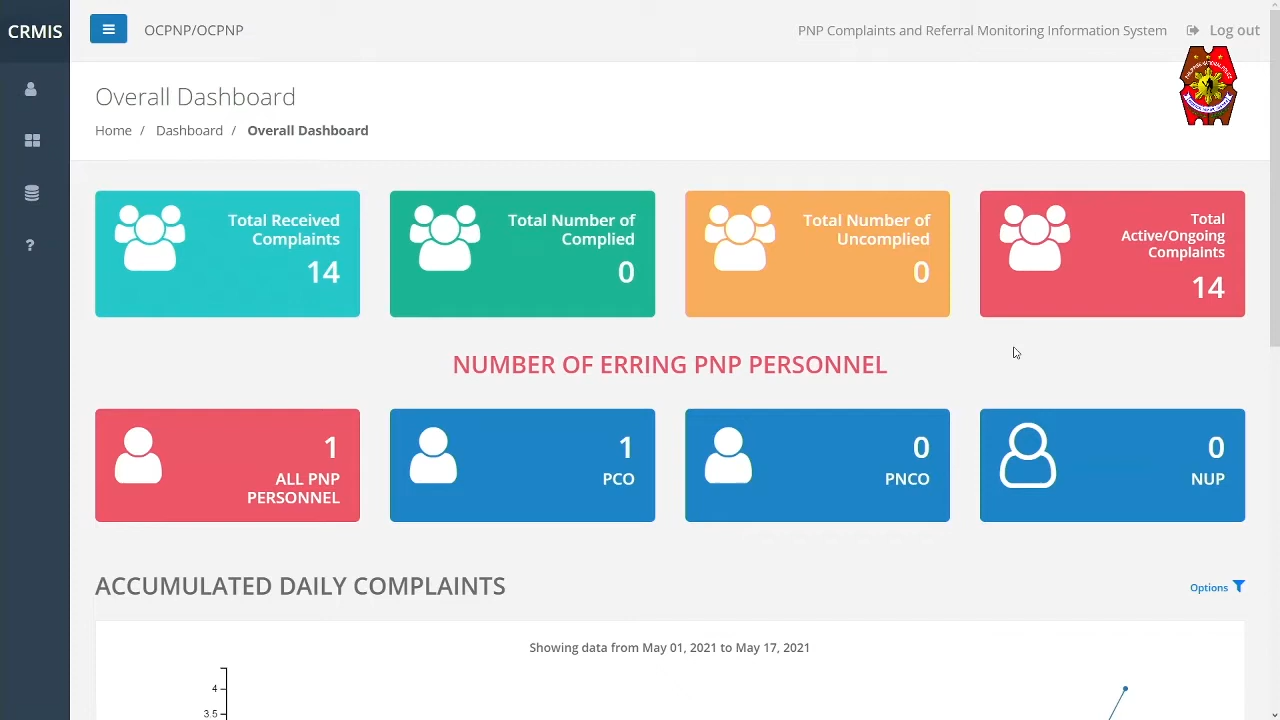 CRMIS
OCPNP/OCPNP
PNP Complaints and Referral Monitoring Information System
Log out
Overall Dashboard
Home / Dashboard / Overall Dashboard
Total Received
Complaints
14
Total Number of
Complied
0
Total Number of
Uncomplied
0
Total
Active/Ongoing
Complaints
14
NUMBER OF ERRING PNP PERSONNEL
1
ALL PNP
PERSONNEL
1
PCO
0
PNCO
0
NUP
ACCUMULATED DAILY COMPLAINTS
Options
Showing data from May 01, 2021 to May 17, 2021
4
3.5
?